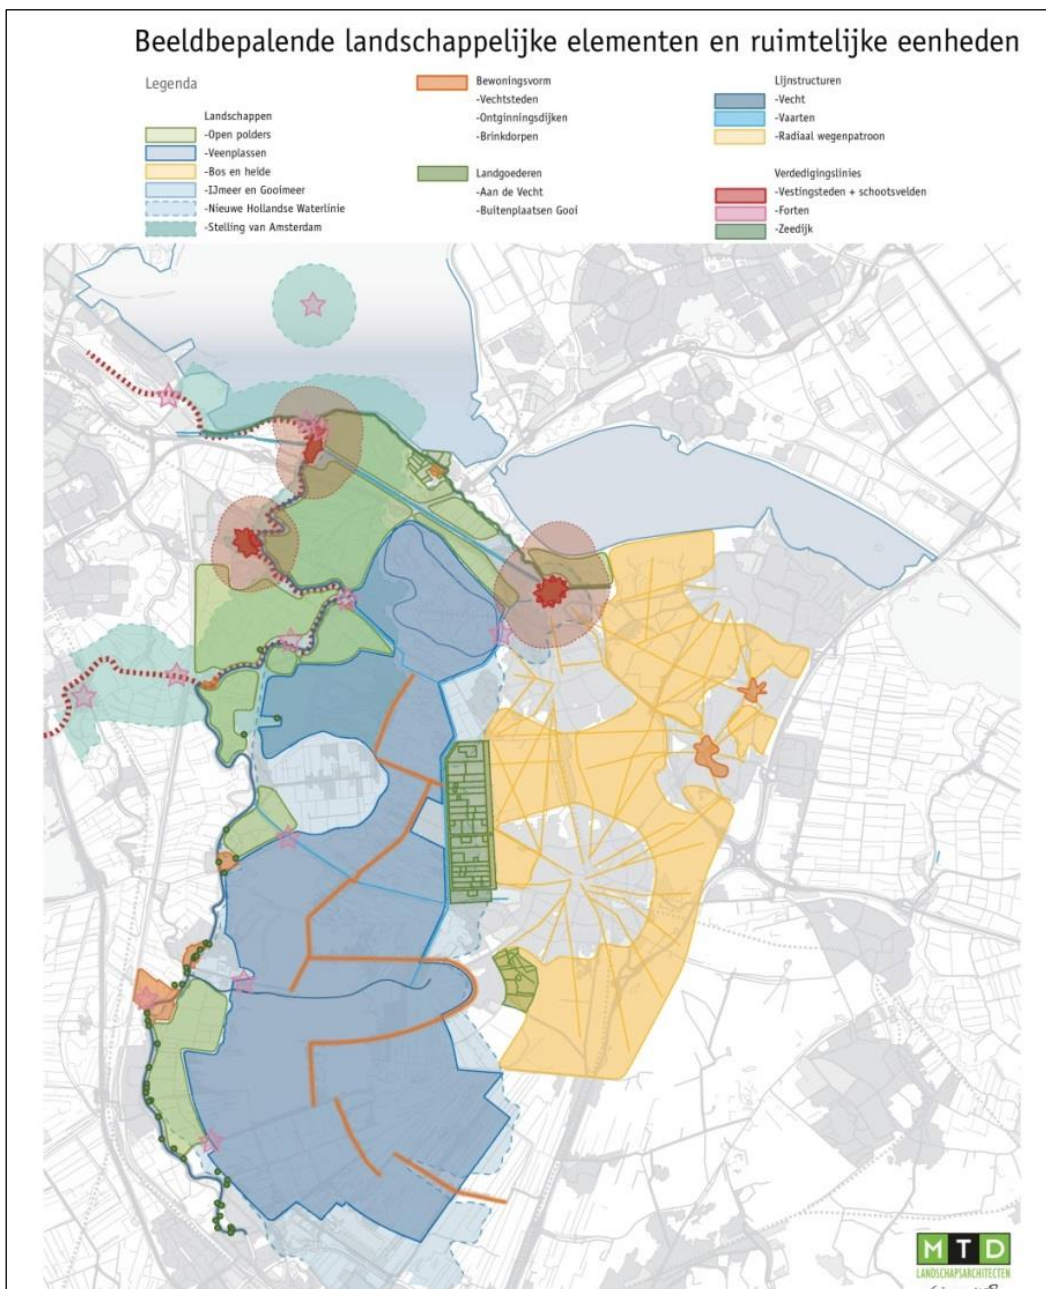 Beeldbepalende landschappelijke elementen en ruimtelijke eenheden
Legenda
Landschappen
-Open polders
-Veenplassen
-Bos en heide
-IJmeer en Gooimeer
-Nieuwe Hollandse Waterlinie
-Stelling van Amsterdam
Bewoningsvorm
-Vechtsteden
-Ontginningsdijken
-Brinkdorpen
Landgoederen
-Aan de Vecht
-Buitenplaatsen Gooi
Lijnstructuren
-Vecht
-Vaarten
-Radiaal wegenpatroon
Verdedigingslinies
-Vestingsteden + schootsvelden
-Forten
-Zeedijk
MTD
LANDSCHAPSARCHITECTEN